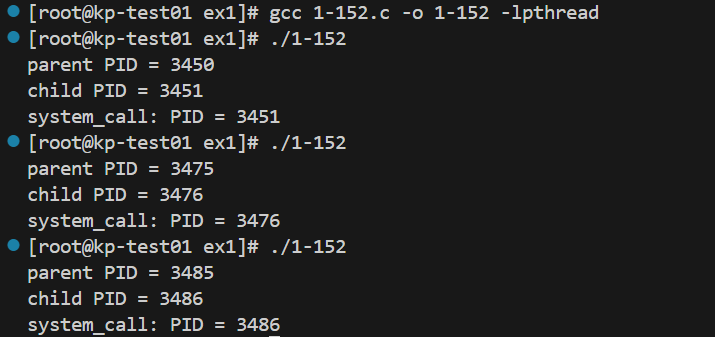 [root@kp-test01 ex1]# gcc 1-152.c -o 1-152 -lpthread
[root@kp-test01 ex1]# ./1-152
parent PID = 3450
child PID = 3451
system_call: PID = 3451
[root@kp-test01 ex1]# ./1-152
parent PID = 3475
child PID = 3476
system_call: PID = 3476
[root@kp-test01 ex1]# ./1-152
parent PID = 3485
child PID = 3486
system_call: PID = 3486